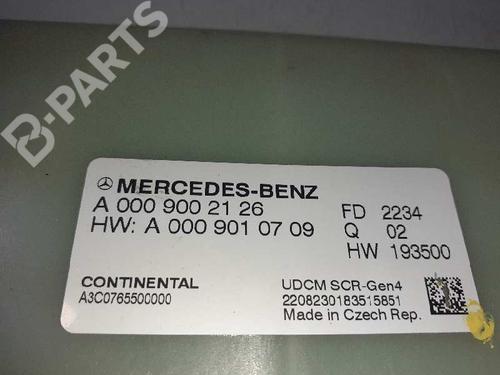 B-PARTS
MERCEDES-BENZ
A 000 900 21 26
HW: A 000 901 07 09
FD 2234
Q 02
HW 193500
CONTINENTAL
A3C0765500000
UDCM SCR-Gen4
2208230183515851
Made in Czech Rep.
B-PARTS